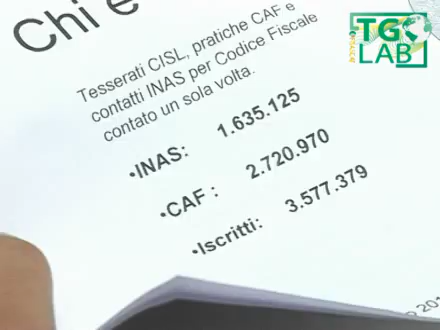 Chi è
Tesserati CISL, pratiche CAF e
contatti INAS per Codice Fiscale
contato un sola volta.
•INAS: 1.635.125
•CAF : 2.720.970
•Iscritti: 3.577.379
TG
LAB